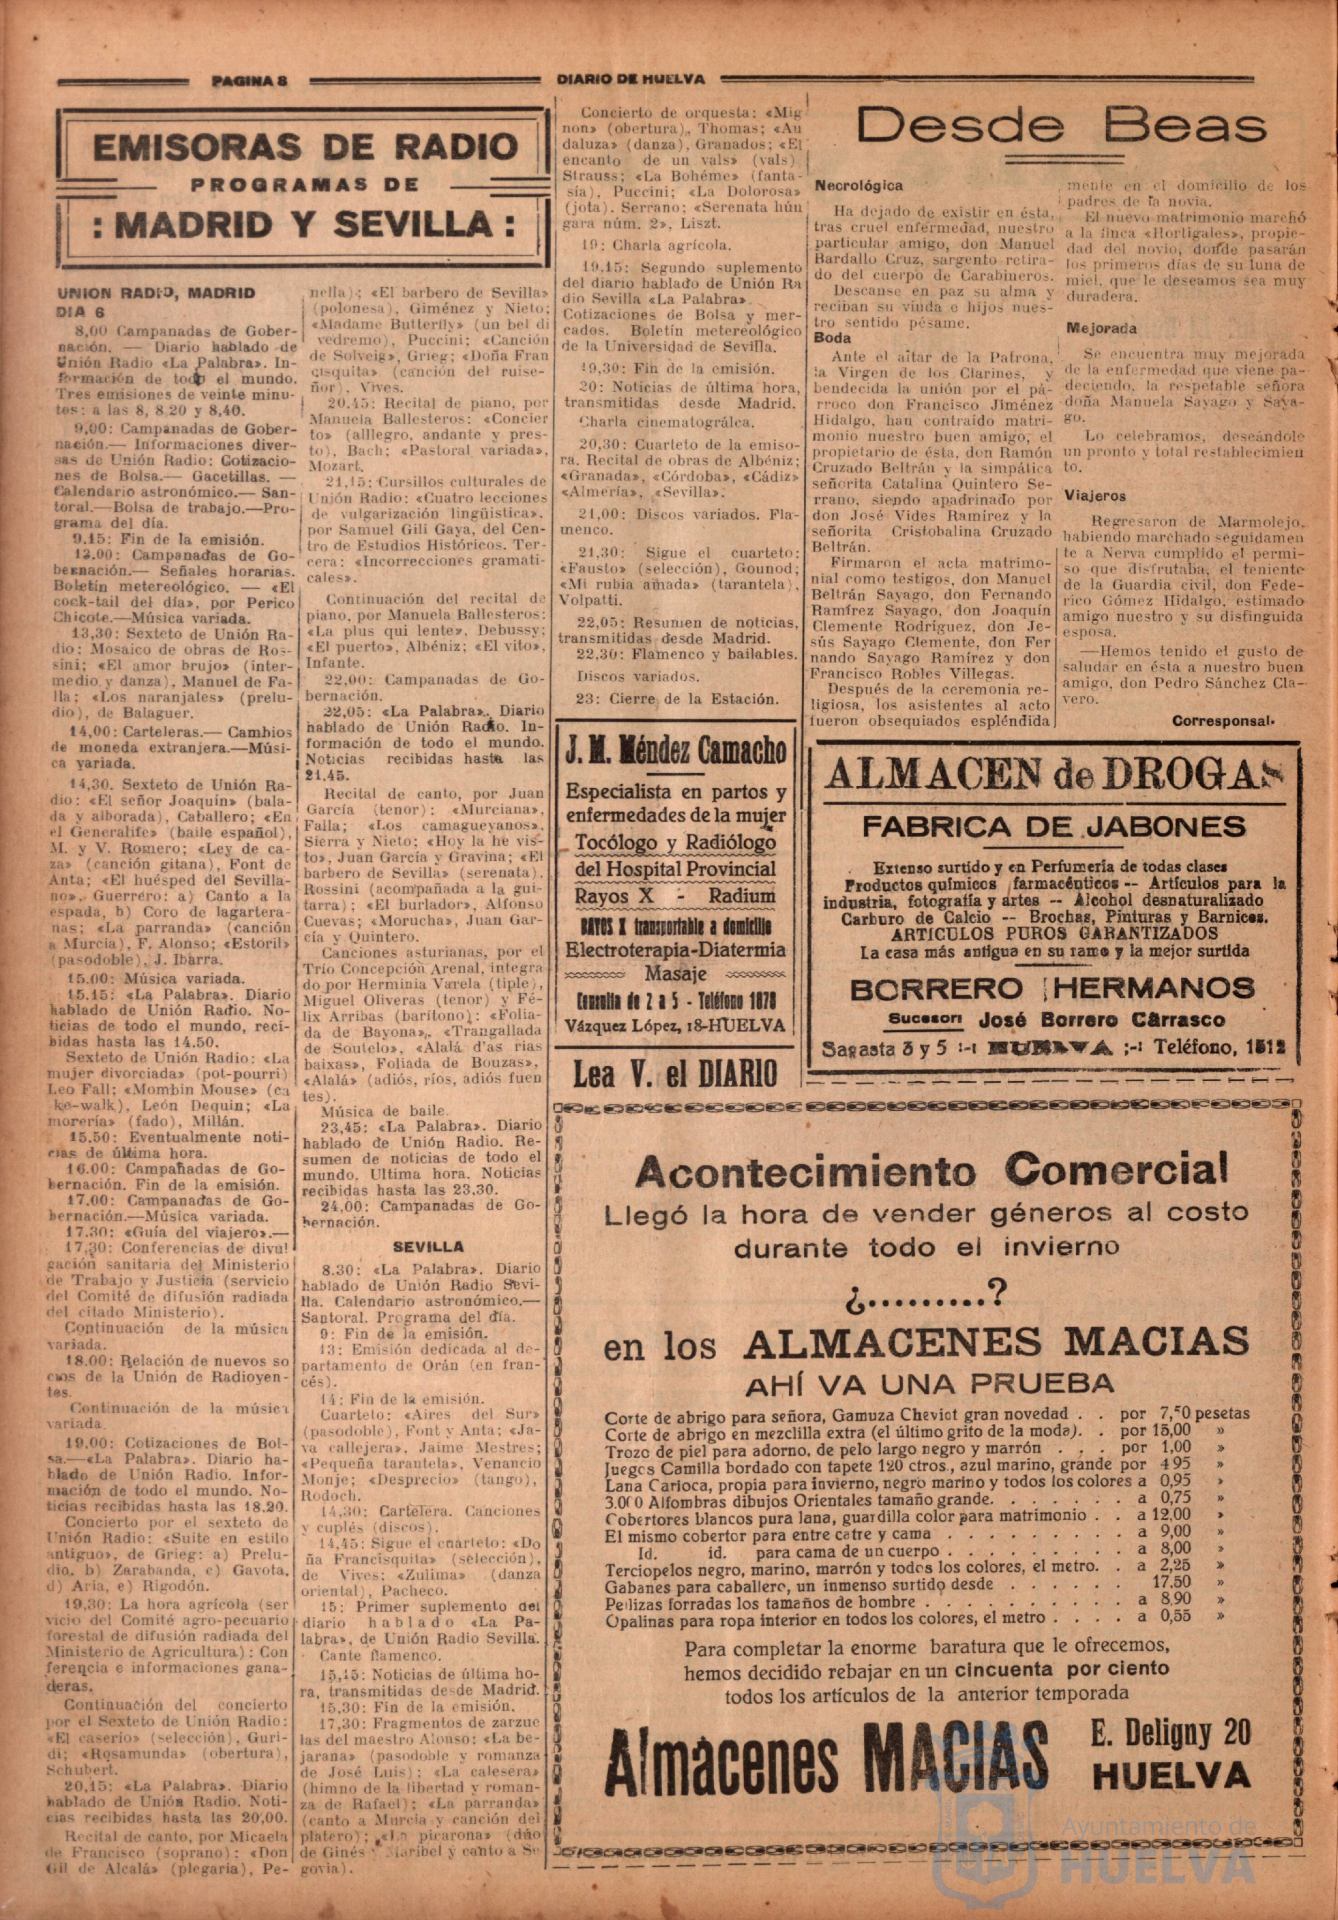 PAGINA 8
DIARIO DE HUELVA
EMISORAS DE RADIO
PROGRAMAS DE
: MADRID Y SEVILLA :
UNION RADIO, MADRID
DIA 6
8,00 Campanadas de Gober-
nación. — Diario hablado de
Unión Radio «La Palabra». In-
formación de todo el mundo.
Tres emisiones de veinte minu-
tos: a las 8, 8,20 y 8,40.
9,00: Campanadas de Gober-
nación.— Informaciones diver-
sas de Unión Radio: Cotizacio-
nes de Bolsa.— Gacetillas. —
Calendario astronómico.— San-
toral.—Bolsa de trabajo.—Pro-
grama del día.
9.15: Fin de la emisión.
12.00: Campanadas de Go-
bernación.— Señales horarias.
Boletín metereológico. — «El
cock-tail del día», por Perico
Chicote.—Música variada.
13,30: Sexteto de Unión Ra-
dio: Mosaico de obras de Ros-
sini; «El amor brujo» (inter-
medio y danza), Manuel de Fa-
lla; «Los naranjales» (prelu-
dio), de Balaguer.
14,00: Carteleras.— Cambios
de moneda extranjera.—Músi-
ca variada.
14,30. Sexteto de Unión Ra-
dio: «El señor Joaquín» (bala-
da y alborada), Caballero; «En
el Generalife» (baile español),
M. y V. Romero; «Ley de ca-
za» (canción gitana), Font de
Anta; «El huésped del Sevilla-
no», Guerrero: a) Canto a la
espada, b) Coro de lagartera-
nas; «La parranda» (canción
a Murcia), F. Alonso; «Estoril»
(pasodoble), J. Ibarra.
15.00: Música variada.
15.15: «La Palabra». Diario
hablado de Unión Radio. No-
ticias de todo el mundo, reci-
bidas hasta las 14.50.
Sexteto de Unión Radio: «La
mujer divorciada» (pot-pourri)
Leo Fall; «Mombin Mouse» (ca
ke-walk), León Dequin; «La
morería» (fado), Millán.
15.50: Eventualmente noti-
cias de última hora.
16.00: Campañadas de Go-
bernación. Fin de la emisión.
17.00: Campanadas de Go-
bernación.—Música variada.
17.30: «Guía del viajero».—
17,30: Conferencias de divul
gación sanitaria del Ministerio
de Trabajo y Justicia (servicio
del Comité de difusión radiada
del citado Ministerio).
Continuación de la música
variada.
18.00: Relación de nuevos so
cios de la Unión de Radioyen-
tes.
Continuación de la música
variada.
19.00: Cotizaciones de Bol-
sa.—«La Palabra». Diario ha-
blado de Unión Radio. Infor-
mación de todo el mundo. No-
ticias recibidas hasta las 18.20.
Concierto por el sexteto de
Unión Radio: «Suite en estilo
antiguo», de Grieg: a) Prelu-
dio, b) Zarabanda, c) Gavota,
d) Aria, e) Rigodón.
19,30: La hora agrícola (ser
vicio del Comité agro-pecuario
forestal de difusión radiada del
Ministerio de Agricultura): Con
ferencia e informaciones gana-
deras.
Continuación del concierto
por el Sexteto de Unión Radio:
«El caserío» (selección), Guri-
di; «Rosamunda» (obertura),
Schubert.
20,15: «La Palabra». Diario
hablado de Unión Radio. Noti-
cias recibidas hasta las 20,00.
Recital de canto, por Micaela
de Francisco (soprano): «Don
Gil de Alcalá» (plegaria), Pe-
nella); «El barbero de Sevilla»
(polonesa), Giménez y Nieto;
«Madame Butterfly» (un bel di
vedremo), Puccini; «Canción
de Solveig», Grieg; «Doña Fran
cisquita» (canción del ruise-
ñor), Vives.
20,45: Recital de piano, por
Manuela Ballesteros: «Concier
to» (alllegro, andante y pres-
to), Bach; «Pastoral variada»,
Mozart.
21,15: Cursillos culturales de
Unión Radio: «Cuatro lecciones
de vulgarización lingüística».
por Samuel Gili Gaya, del Cen-
tro de Estudios Históricos. Ter-
cera: «Incorrecciones gramati-
cales».
Continuación del recital de
piano, por Manuela Ballesteros:
«La plus qui lente», Debussy;
«El puerto», Albéniz; «El vito»,
Infante.
22,00: Campanadas de Go-
bernación.
22,05: «La Palabra». Diario
hablado de Unión Radio. In-
formación de todo el mundo.
Noticias recibidas hasta las
21.45.
Recital de canto, por Juan
García (tenor): «Murciana»,
Falla; «Los camagueyanos»,
Sierra y Nieto; «Hoy la he vis-
to», Juan García y Gravina; «El
barbero de Sevilla» (serenata),
Rossini (acompañada a la gui-
tarra); «El burlador», Alfonso
Cuevas; «Morucha», Juan Gar-
cía y Quintero.
Canciones asturianas, por el
Trío Concepción Arenal, integra
do por Herminia Varela (tiple),
Miguel Oliveras (tenor) y Fé-
lix Arribas (barítono): «Folia-
da de Bayona», «Trangallada
de Soutelo», «Alalá d'as rias
baixas», Foliada de Bouzas»,
«Alalá» (adiós, ríos, adiós fuen
tes).
Música de baile.
23,45: «La Palabra». Diario
hablado de Unión Radio. Re-
sumen de noticias de todo el
mundo. Ultima hora. Noticias
recibidas hasta las 23,30.
24,00: Campanadas de Go-
bernación.
SEVILLA
8.30: «La Palabra». Diario
hablado de Unión Radio Sevi-
lla. Calendario astronómico.—
Santoral. Programa del día.
9: Fin de la emisión.
13: Emisión dedicada al de-
partamento de Orán (en fran-
cés).
14: Fin de la emisión.
Cuarteto: «Aires del Sur»
(pasodoble), Font y Anta; «Ja-
va callejera», Jaime Mestres;
«Pequeña tarantela», Venancio
Monje; «Desprecio» (tango),
Rodoch.
14,30: Cartelera. Canciones
y cuplés (discos).
14,45: Sigue el cuarteto: «Do
ña Francisquita» (selección),
de Vives; «Zulima» (danza
oriental), Pacheco.
15: Primer suplemento del
diario hablado «La Pa-
labra», de Unión Radio Sevilla.
Cante flamenco.
15,15: Noticias de última ho-
ra, transmitidas desde Madrid.
15,30: Fin de la emisión.
17,30: Fragmentos de zarzue
las del maestro Alonso: «La be-
jarana» (pasodoble y romanza
de José Luis); «La calesera»
(himno de la libertad y roman-
za de Rafael); «La parranda»
(canto a Murcia y canción del
platero); «La picarona» (dúo
de Ginés y Maribel y canto a Se
govia).
Concierto de orquesta: «Mig
non» (obertura), Thomas; «An
daluza» (danza), Granados; «El
encanto de un vals» (vals)
Strauss; «La Bohéme» (fanta-
sía), Puccini; «La Dolorosa»
(jota). Serrano; «Serenata hún
gara núm. 2», Liszt.
19: Charla agrícola.
19,15: Segundo suplemento
del diario hablado de Unión Ra
dio Sevilla «La Palabra».
Cotizaciones de Bolsa y mer-
cados. Boletín metereológico
de la Universidad de Sevilla.
19,30: Fin de la emisión.
20: Noticias de última hora,
transmitidas desde Madrid.
Charla cinematográfca.
20,30: Cuarteto de la emiso-
ra. Recital de obras de Albéniz:
«Granada», «Córdoba», «Cádiz»
«Almería», «Sevilla».
21,00: Discos variados. Fla-
menco.
21,30: Sigue el cuarteto:
«Fausto» (selección), Gounod;
«Mi rubia amada» (tarantela),
Volpatti.
22,05: Resumen de noticias,
transmitidas desde Madrid.
22,30: Flamenco y bailables.
Discos variados.
23: Cierre de la Estación.
J. M. Méndez Camacho
Especialista en partos y
enfermedades de la mujer
Tocólogo y Radiólogo
del Hospital Provincial
Rayos X - Radium
RAYOS X transportable a domicilio
Electroterapia-Diatermia
Masaje
Consulta de 2 a 5 - Teléfono 1878
Vázquez López, 18-HUELVA
Lea V. el DIARIO
Desde Beas
Necrológica
Ha dejado de existir en ésta,
tras cruel enfermedad, nuestro
particular amigo, don Manuel
Bardallo Cruz, sargento retira-
do del cuerpo de Carabineros.
Descanse en paz su alma y
reciban su viuda e hijos nues-
tro sentido pésame.
Boda
Ante el altar de la Patrona,
la Virgen de los Clarines, y
bendecida la unión por el pá-
rroco don Francisco Jiménez
Hidalgo, han contraído matri-
monio nuestro buen amigo, el
propietario de ésta, don Ramón
Cruzado Beltrán y la simpática
señorita Catalina Quintero Se-
rrano, siendo apadrinado por
don José Vides Ramírez y la
señorita Cristobalina Cruzado
Beltrán.
Firmaron el acta matrimo-
nial como testigos, don Manuel
Beltrán Sayago, don Fernando
Ramírez Sayago, don Joaquín
Clemente Rodríguez, don Je-
sús Sayago Clemente, don Fer
nando Sayago Ramírez y don
Francisco Robles Villegas.
Después de la ceremonia re-
ligiosa, los asistentes al acto
fueron obsequiados espléndida
mente en el domicilio de los
padres de la novia.
El nuevo matrimonio marchó
a la finca «Hortigales», propie-
dad del novio, donde pasarán
los primeros días de su luna de
miel, que le deseamos sea muy
duradera.
Mejorada
Se encuentra muy mejorada
de la enfermedad que viene pa-
deciendo, la respetable señora
doña Manuela Sayago y Saya-
go.
Lo celebramos, deseándole
un pronto y total restablecimien
to.
Viajeros
Regresaron de Marmolejo,
habiendo marchado seguidamen
te a Nerva cumplido el permi-
so que disfrutaba, el teniente
de la Guardia civil, don Fede-
rico Gómez Hidalgo, estimado
amigo nuestro y su distinguida
esposa.
—Hemos tenido el gusto de
saludar en ésta a nuestro buen
amigo, don Pedro Sánchez Cla-
vero.
Corresponsal.
ALMACEN de DROGAS
FABRICA DE JABONES
Extenso surtido y en Perfumería de todas clases
Productos químicos farmacéuticos -- Artículos para la
industria, fotografía y artes -- Alcohol desnaturalizado
Carburo de Calcio -- Brochas, Pinturas y Barnices.
ARTICULOS PUROS GARANTIZADOS
La casa más antigua en su ramo y la mejor surtida
BORRERO HERMANOS
Sucesor: José Borrero Carrasco
Sagasta 3 y 5 :-: HUELVA :-: Teléfono, 1512
Acontecimiento Comercial
Llegó la hora de vender géneros al costo
durante todo el invierno
¿.........?
en los ALMACENES MACIAS
AHÍ VA UNA PRUEBA
Corte de abrigo para señora, Gamuza Cheviot gran novedad . . por 7,50 pesetas
Corte de abrigo en mezclilla extra (el último grito de la moda). . por 15,00 »
Trozo de piel para adorno, de pelo largo negro y marrón . . . por 1,00 »
Juegos Camilla bordado con tapete 120 ctros., azul marino, grande por 4 95 »
Lana Carioca, propia para invierno, negro marino y todos los colores a 0,95 »
3.000 Alfombras dibujos Orientales tamaño grande. . . . . . . a 0,75 »
Cobertores blancos pura lana, guardilla color para matrimonio . . a 12,00 »
El mismo cobertor para entre catre y cama . . . . . . . . . a 9,00 »
Id. id. para cama de un cuerpo . . . . . . . . a 8,00 »
Terciopelos negro, marino, marrón y todos los colores, el metro. . a 2,25 »
Gabanes para caballero, un inmenso surtido desde . . . . . . 17.50 »
Pellizas forradas los tamaños de hombre . . . . . . . . . a 8,90 »
Opalinas para ropa interior en todos los colores, el metro . . . . a 0,55 »
Para completar la enorme baratura que le ofrecemos,
hemos decidido rebajar en un cincuenta por ciento
todos los artículos de la anterior temporada
Almacenes MACIAS
E. Deligny 20
HUELVA
Ayuntamiento de
HUELVA